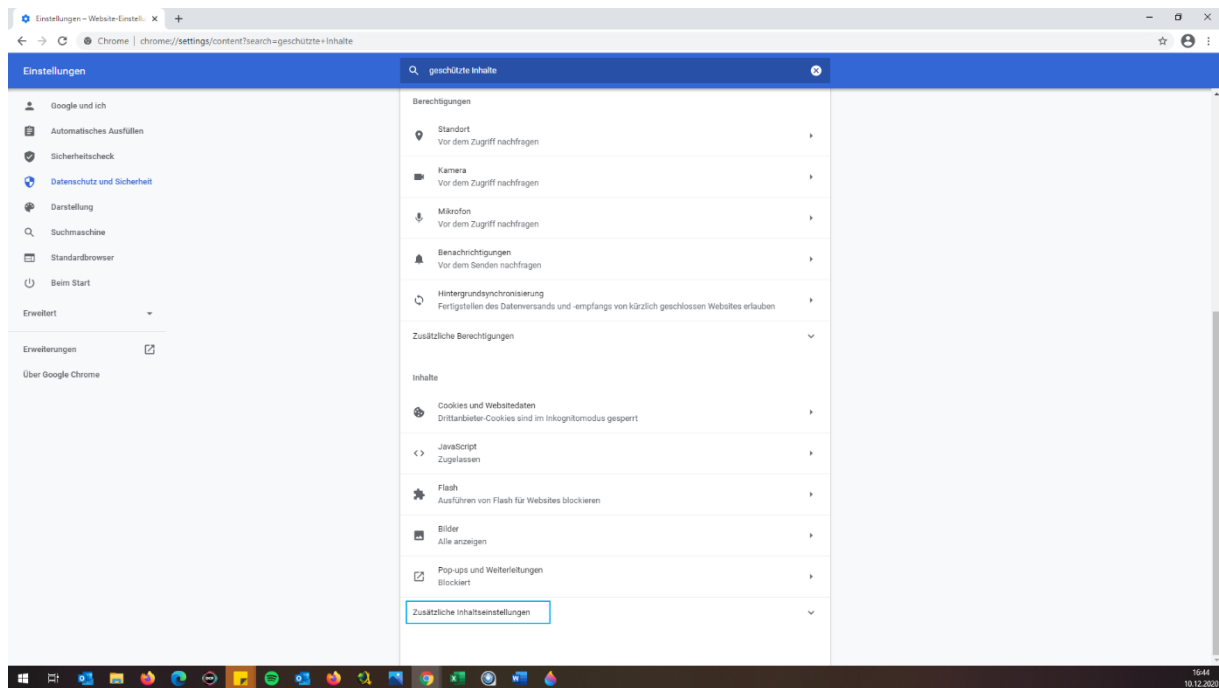 Einstellungen – Website-Einstell
Chrome | chrome://settings/content?search=geschützte+Inhalte
Einstellungen
geschützte Inhalte
Google und ich
Automatisches Ausfüllen
Sicherheitscheck
Datenschutz und Sicherheit
Darstellung
Suchmaschine
Standardbrowser
Beim Start
Erweitert
Erweiterungen
Über Google Chrome
Berechtigungen
Standort
Vor dem Zugriff nachfragen
Kamera
Vor dem Zugriff nachfragen
Mikrofon
Vor dem Zugriff nachfragen
Benachrichtigungen
Vor dem Senden nachfragen
Hintergrundsynchronisierung
Fertigstellen des Datenversands und -empfangs von kürzlich geschlossen Websites erlauben
Zusätzliche Berechtigungen
Inhalte
Cookies und Websitedaten
Drittanbieter-Cookies sind im Inkognitomodus gesperrt
JavaScript
Zugelassen
Flash
Ausführen von Flash für Websites blockieren
Bilder
Alle anzeigen
Pop-ups und Weiterleitungen
Blockiert
Zusätzliche Inhaltseinstellungen
16:44
10.12.2020